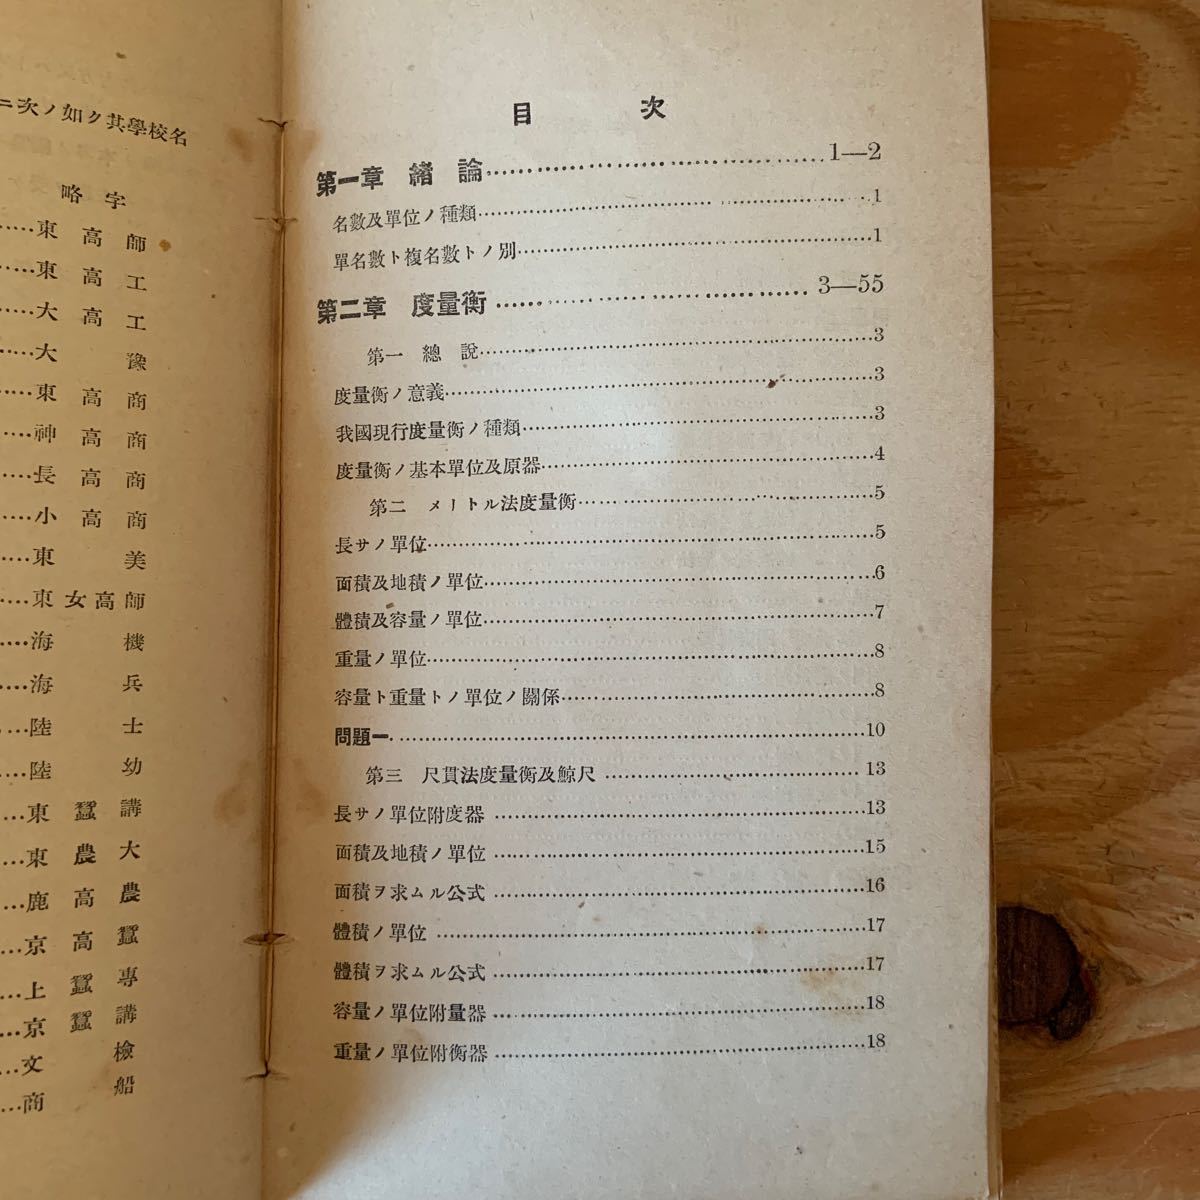 ニ次ノ如ク其學校名
略字
……東高師
……東高工
……大高工
……大豫
……東高商
……神高商
……長高商
……小高商
……東美
……東女高師
……海機
……海兵
……陸士
……陸幼
……東蠶講
……東農大
……鹿高農
……京高蠶
……上蠶專
……京蠶講
……文檢
……商船
目次
第一章 緒論……1—2
名數及單位ノ種類……1
單名數ト複名數トノ別……1
第二章 度量衡……3—55
第一 總說……3
度量衡ノ意義……3
我國現行度量衡ノ種類……3
度量衡ノ基本單位及原器……4
第二 メートル法度量衡……5
長サノ單位……5
面積及地積ノ單位……6
體積及容量ノ單位……7
重量ノ單位……8
容量ト重量トノ單位ノ關係……8
問題一……10
第三 尺貫法度量衡及鯨尺……13
長サノ單位附度器……13
面積及地積ノ單位……15
面積ヲ求ムル公式……16
體積ノ單位……17
體積ヲ求ムル公式……17
容量ノ單位附量器……18
重量ノ單位附衡器……18